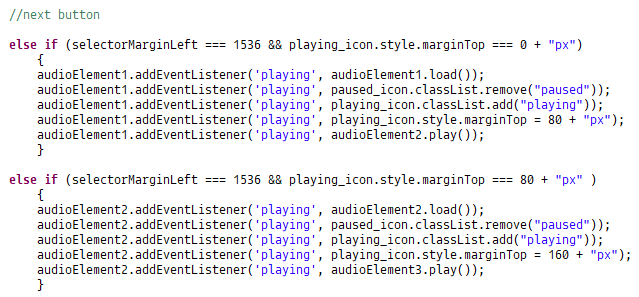 //next button
else if (selectorMarginLeft === 1536 && playing_icon.style.marginTop === 0 + "px")
{
audioElement1.addEventListener('playing', audioElement1.load());
audioElement1.addEventListener('playing', paused_icon.classList.remove("paused"));
audioElement1.addEventListener('playing', playing_icon.classList.add("playing"));
audioElement1.addEventListener('playing', playing_icon.style.marginTop = 80 + "px");
audioElement1.addEventListener('playing', audioElement2.play());
}
else if (selectorMarginLeft === 1536 && playing_icon.style.marginTop === 80 + "px" )
{
audioElement2.addEventListener('playing', audioElement2.load());
audioElement2.addEventListener('playing', paused_icon.classList.remove("paused"));
audioElement2.addEventListener('playing', playing_icon.classList.add("playing"));
audioElement2.addEventListener('playing', playing_icon.style.marginTop = 160 + "px");
audioElement2.addEventListener('playing', audioElement3.play());
}